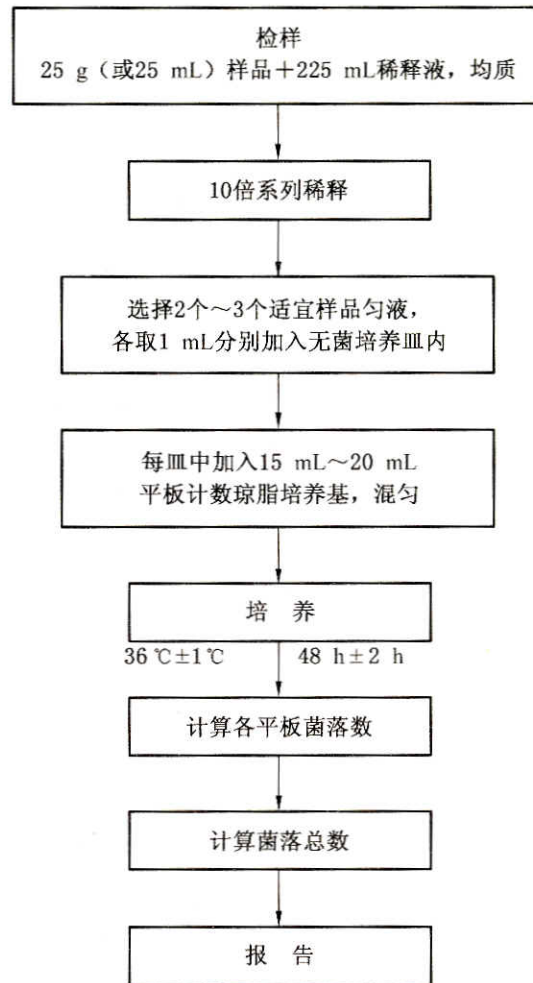 检样
25 g（或25 mL）样品＋225 mL稀释液，均质
10倍系列稀释
选择2个～3个适宜样品匀液，
各取1 mL分别加入无菌培养皿内
每皿中加入15 mL～20 mL
平板计数琼脂培养基，混匀
培 养
36 ℃±1℃ 48 h±2 h
计算各平板菌落数
计算菌落总数
报 告